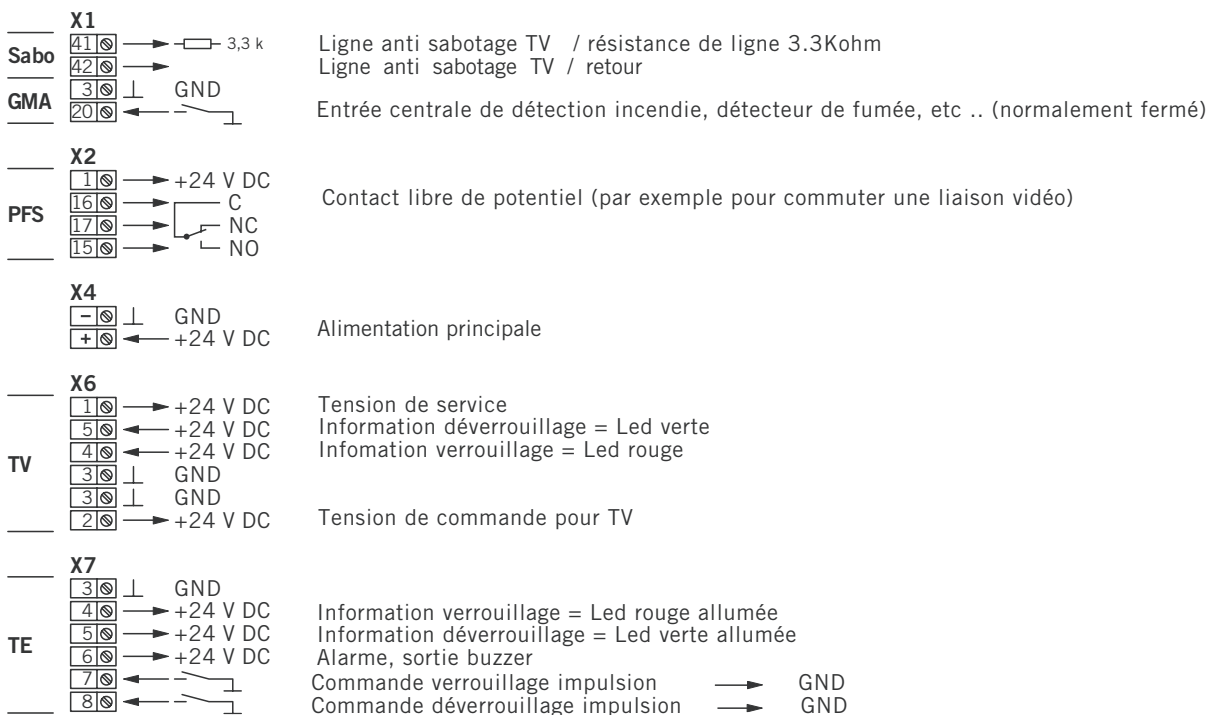 X1
Sabo
41 3,3 k Ligne anti sabotage TV / résistance de ligne 3.3Kohm
42 Ligne anti sabotage TV / retour
GMA
3 GND
20 Entrée centrale de détection incendie, détecteur de fumée, etc .. (normalement fermé)
X2
PFS
1 +24 V DC
16 C Contact libre de potentiel (par exemple pour commuter une liaison vidéo)
17 NC
15 NO
X4
- GND
+ +24 V DC Alimentation principale
X6
TV
1 +24 V DC Tension de service
5 +24 V DC Information déverrouillage = Led verte
4 +24 V DC Infomation verrouillage = Led rouge
3 GND
3 GND
2 +24 V DC Tension de commande pour TV
X7
TE
3 GND
4 +24 V DC Information verrouillage = Led rouge allumée
5 +24 V DC Information déverrouillage = Led verte allumée
6 +24 V DC Alarme, sortie buzzer
7 Commande verrouillage impulsion GND
8 Commande déverrouillage impulsion GND